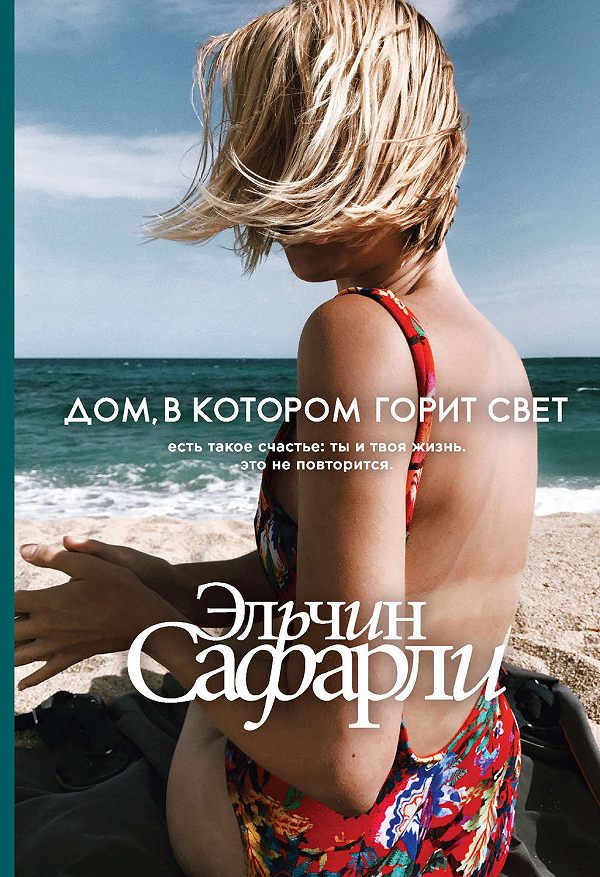 ДОМ, В КОТОРОМ ГОРИТ СВЕТ
есть такое счастье: ты и твоя жизнь.
это не повторится.
Эльчин
Сафарли